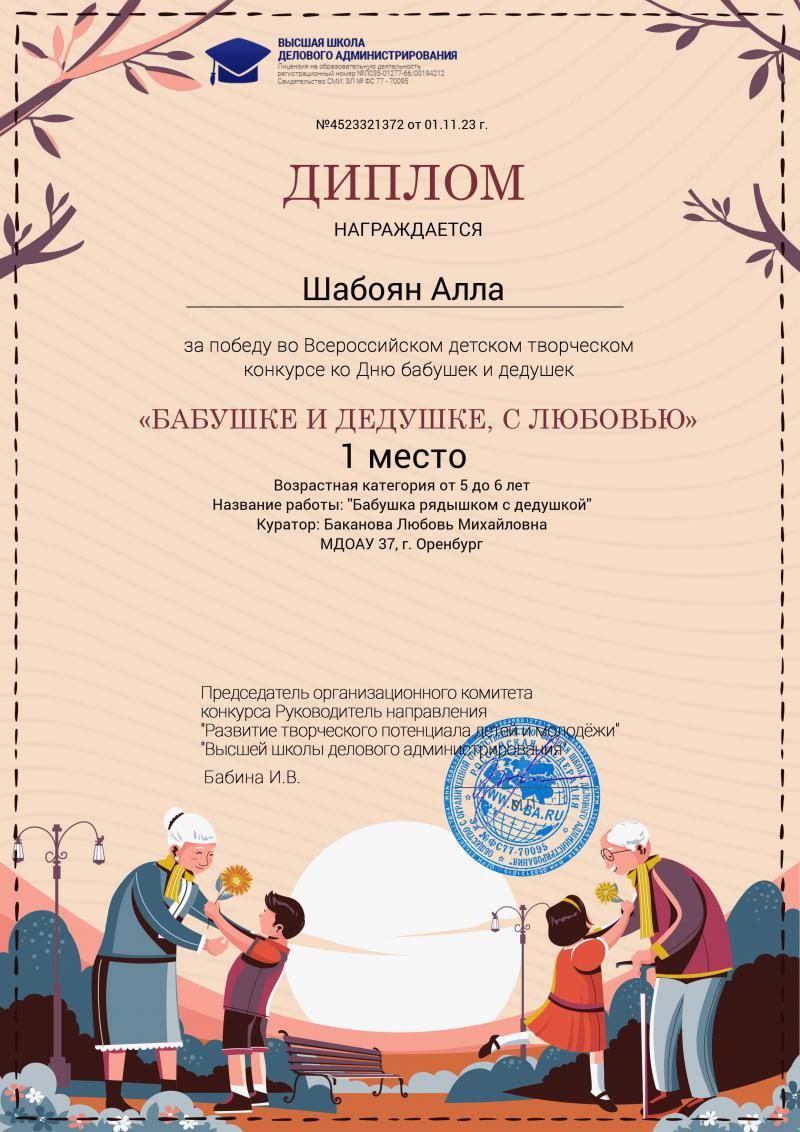 ВЫСШАЯ ШКОЛА
ДЕЛОВОГО АДМИНИСТРИРОВАНИЯ
Лицензия на образовательную деятельность
регистрационный номер №Л035-01277-66/00194212
Свидетельство СМИ: ЭЛ № ФС 77 - 70095
№4523321372 от 01.11.23 г.
ДИПЛОМ
НАГРАЖДАЕТСЯ
Шабоян Алла
за победу во Всероссийском детском творческом
конкурсе ко Дню бабушек и дедушек
«БАБУШКЕ И ДЕДУШКЕ, С ЛЮБОВЬЮ»
1 место
Возрастная категория от 5 до 6 лет
Название работы: "Бабушка рядышком с дедушкой"
Куратор: Баканова Любовь Михайловна
МДОАУ 37, г. Оренбург
Председатель организационного комитета
конкурса Руководитель направления
"Развитие творческого потенциала детей и молодёжи"
"Высшей школы делового администрирования"
Бабина И.В.
РОССИЙСКАЯ ФЕДЕРАЦИЯ
WWW.S-BA.RU
ЭЛ №ФС77-70095